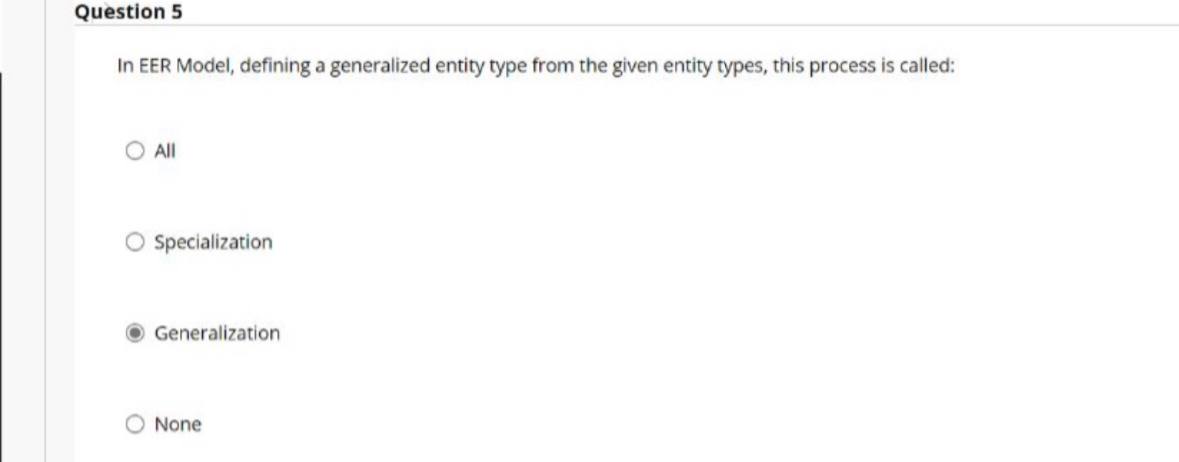 Question 5
In EER Model, defining a generalized entity type from the given entity types, this process is called:
All
Specialization
Generalization
None